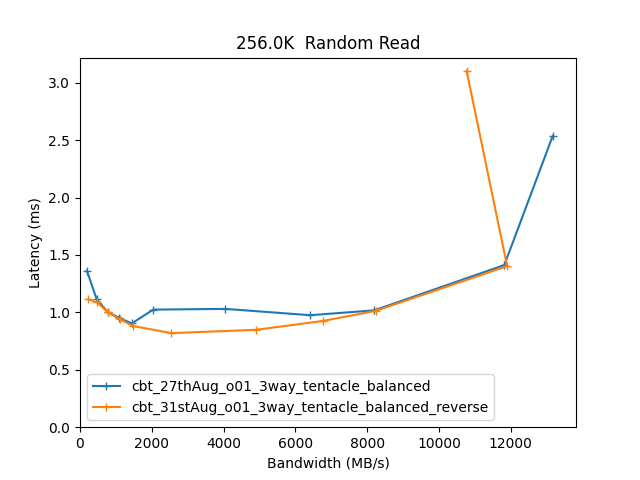 256.0K  Random Read
3.0
2.5
2.0
1.5
1.0
0.5
0.0
Latency (ms)
cbt_27thAug_o01_3way_tentacle_balanced
cbt_31stAug_o01_3way_tentacle_balanced_reverse
0 2000 4000 6000 8000 10000 12000
Bandwidth (MB/s)